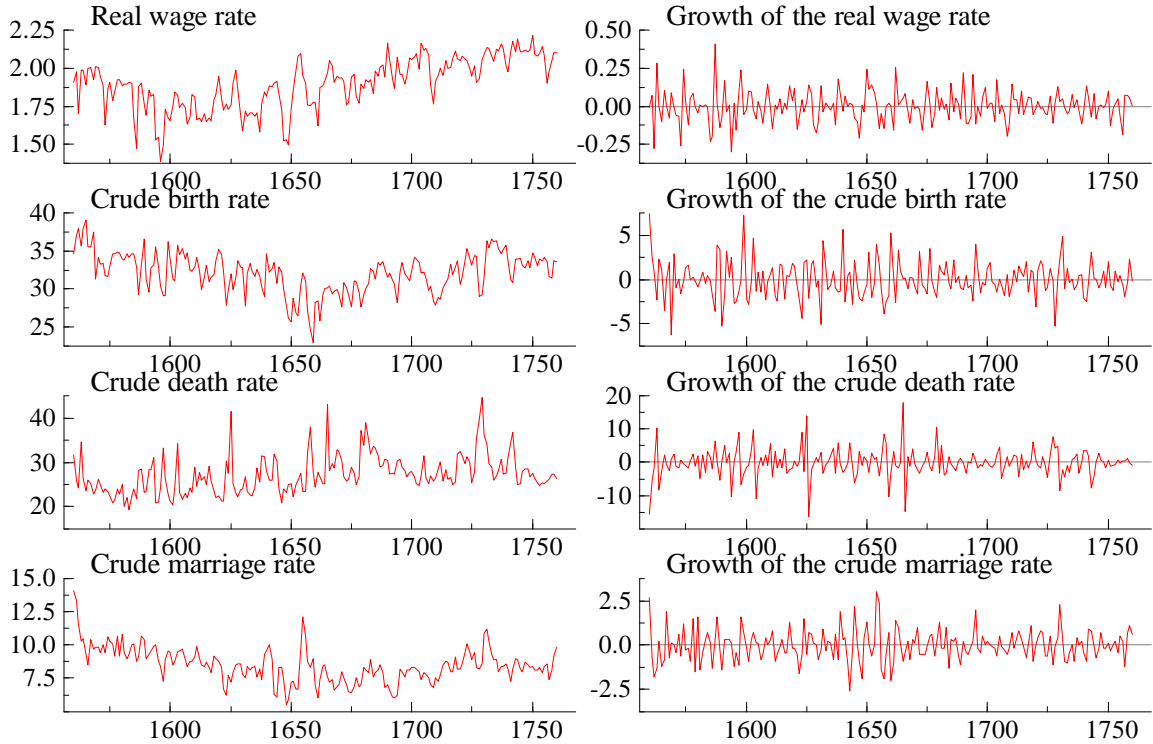 Real wage rate
2.25
2.00
1.75
1.50
1600 1650 1700 1750
Growth of the real wage rate
0.50
0.25
0.00
-0.25
1600 1650 1700 1750
Crude birth rate
40
35
30
25
1600 1650 1700 1750
Growth of the crude birth rate
5
0
-5
1600 1650 1700 1750
Crude death rate
40
30
20
1600 1650 1700 1750
Growth of the crude death rate
20
10
0
-10
1600 1650 1700 1750
Crude marriage rate
15.0
12.5
10.0
7.5
1600 1650 1700 1750
Growth of the crude marriage rate
2.5
0.0
-2.5
1600 1650 1700 1750